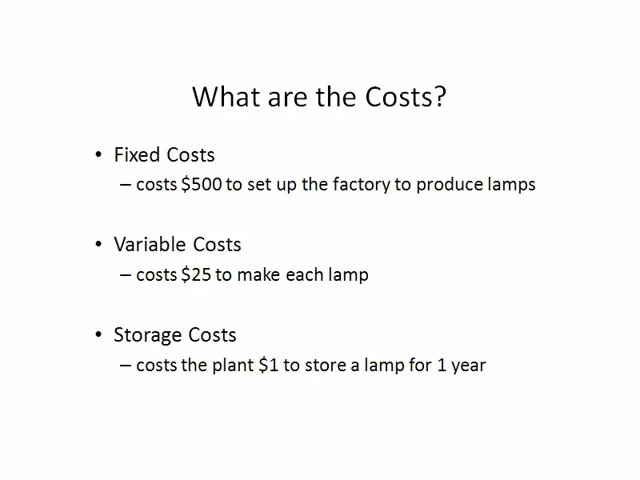 What are the Costs?
• Fixed Costs
– costs $500 to set up the factory to produce lamps
• Variable Costs
– costs $25 to make each lamp
• Storage Costs
– costs the plant $1 to store a lamp for 1 year